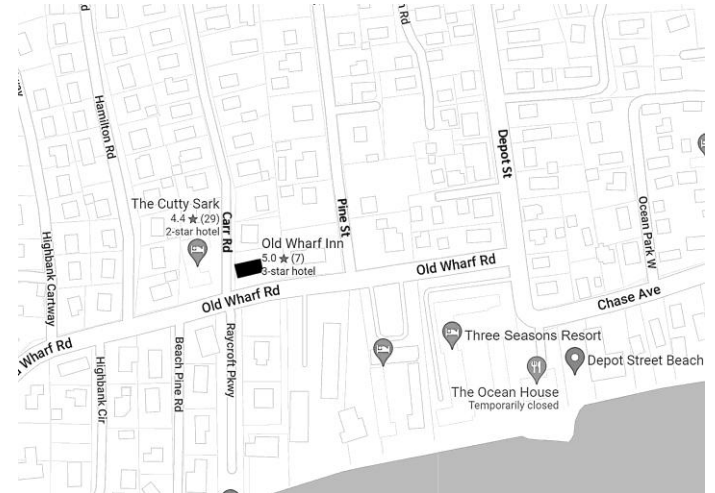 n Rd
Hamilton Rd
Depot St
The Cutty Sark
4.4 ★ (29)
2-star hotel
Carr Rd
Pine St
Ocean Park W
Highbank Cartway
Old Wharf Inn
5.0 ★ (7)
3-star hotel
Old Wharf Rd
Old Wharf Rd
Chase Ave
Wharf Rd
Highbank Cir
Beach Pine Rd
Raycroft Pkwy
Three Seasons Resort
Depot Street Beach
The Ocean House
Temporarily closed